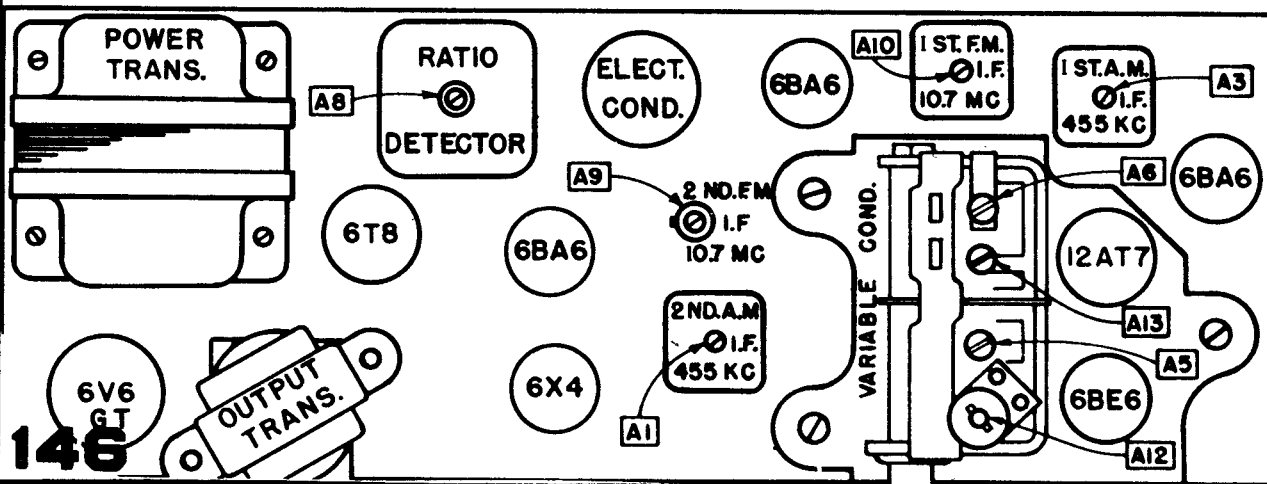 POWER
TRANS.
A8
RATIO
DETECTOR
ELECT.
COND.
6BA6
A10
1 ST. F.M.
I.F.
10.7 MC
1 ST. A.M.
I.F.
455 KC
A3
6T8
6BA6
A9
2 ND. F.M.
I.F
10.7 MC
VARIABLE COND.
A6
6BA6
12AT7
A13
A5
2 ND. A.M
I.F.
455 KC
A1
6V6
GT
OUTPUT
TRANS.
6X4
6BE6
A12
146